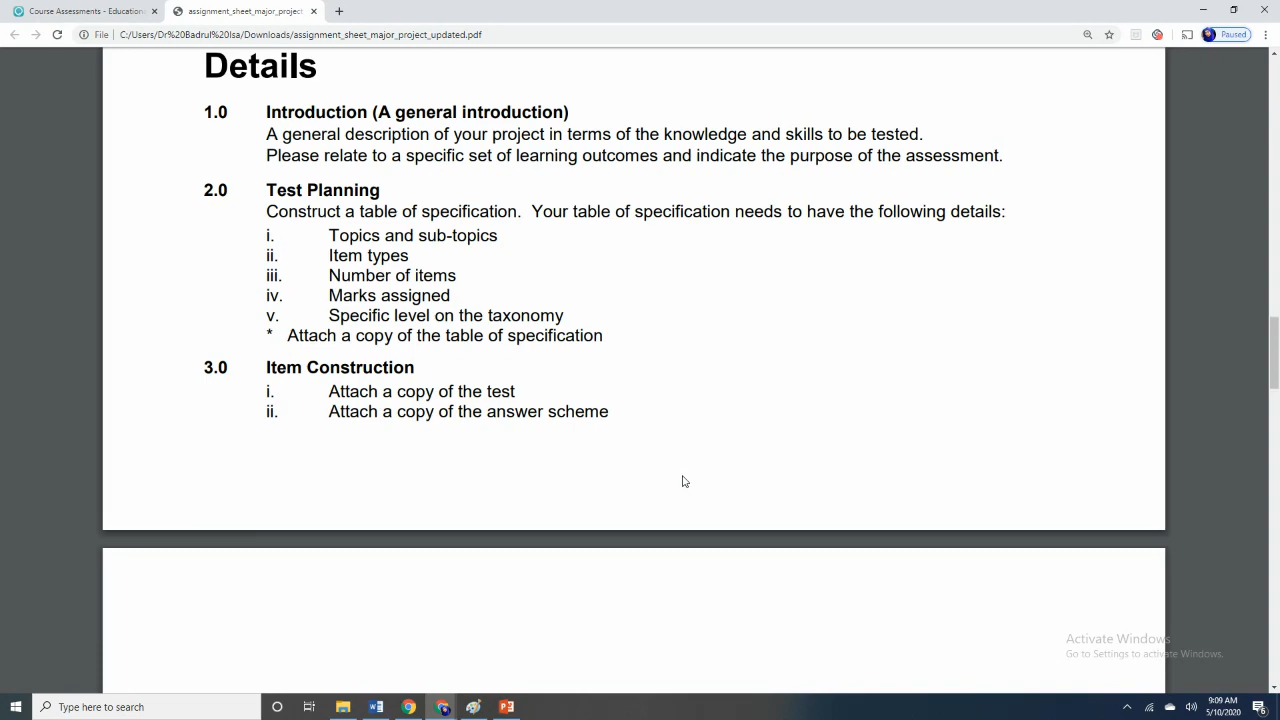 Course Assessments - Education
assignment_sheet_major_project_
File
C:/Users/Dr%20Badrul%20Isa/Downloads/assignment_sheet_major_project_updated.pdf
Paused
Details
1.0 Introduction (A general introduction)
A general description of your project in terms of the knowledge and skills to be tested.
Please relate to a specific set of learning outcomes and indicate the purpose of the assessment.
2.0 Test Planning
Construct a table of specification. Your table of specification needs to have the following details:
i. Topics and sub-topics
ii. Item types
iii. Number of items
iv. Marks assigned
v. Specific level on the taxonomy
* Attach a copy of the table of specification
3.0 Item Construction
i. Attach a copy of the test
ii. Attach a copy of the answer scheme
Activate Windows
Go to Settings to activate Windows.
Type here to search
9:09 AM
5/10/2020
6